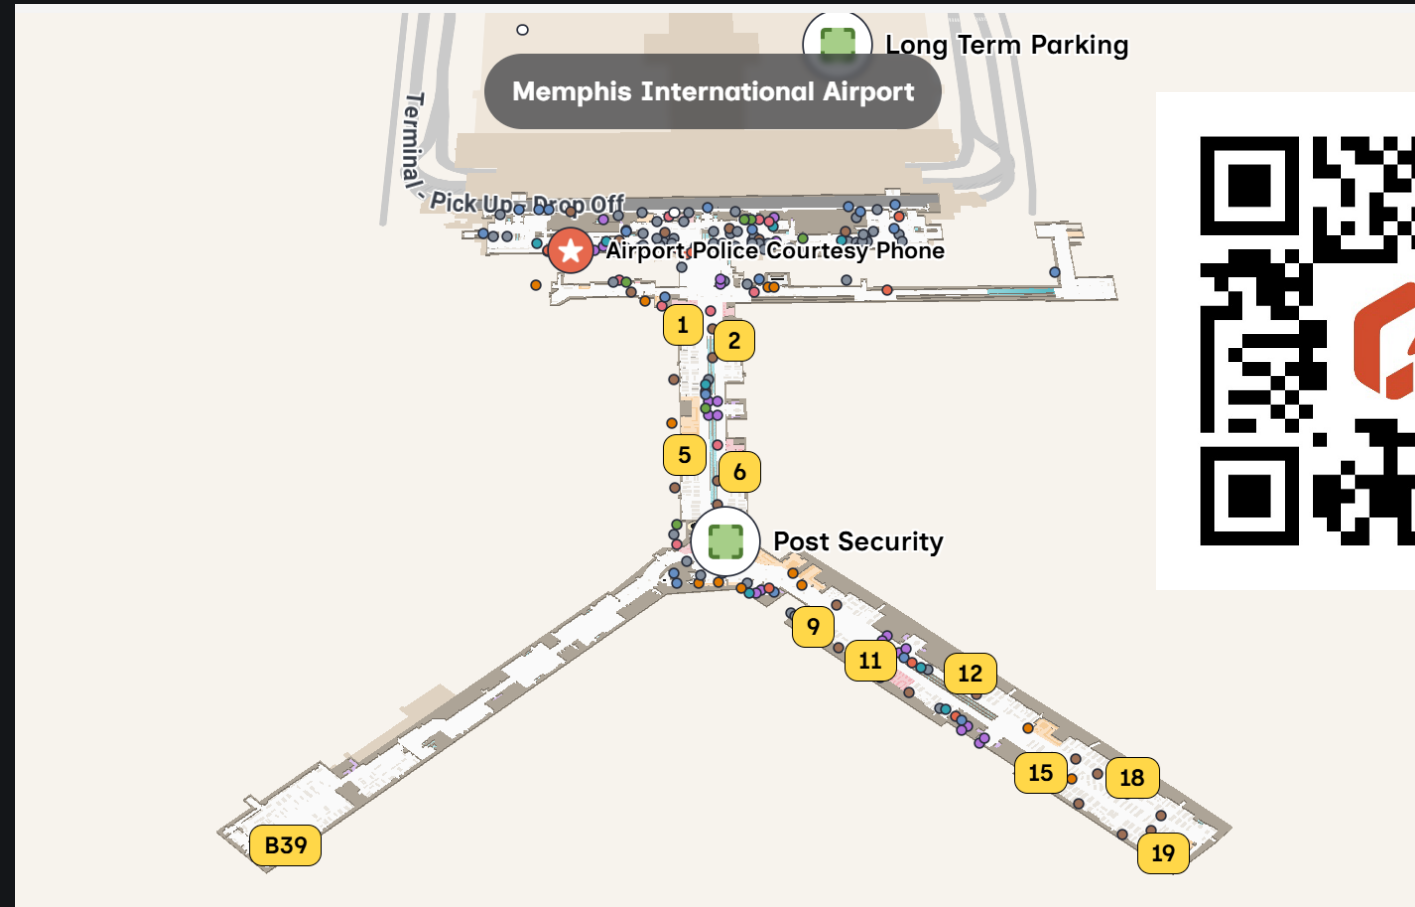 Long Term Parking
Memphis International Airport
Terminal - Pick Up - Drop Off
Airport Police Courtesy Phone
1
2
5
6
Post Security
9
11
12
15
18
B39
19